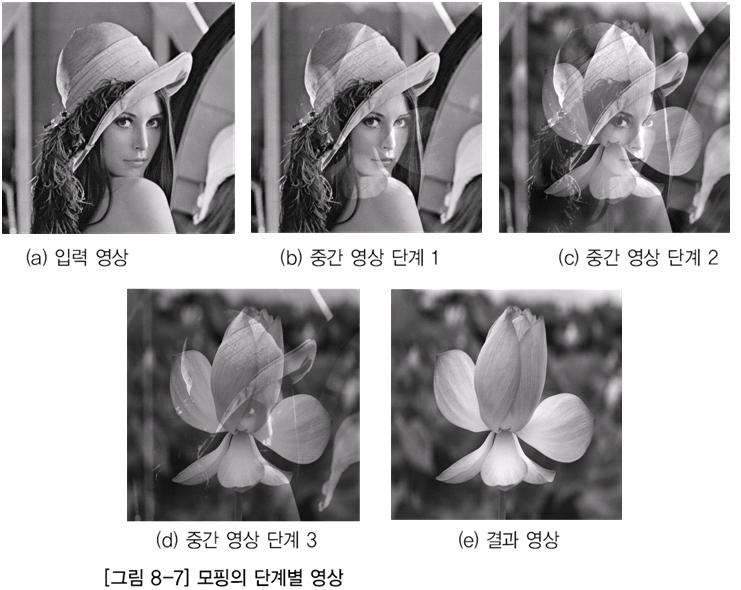 (a) 입력 영상
(b) 중간 영상 단계 1
(c) 중간 영상 단계 2
(d) 중간 영상 단계 3
(e) 결과 영상
[그림 8-7] 모핑의 단계별 영상